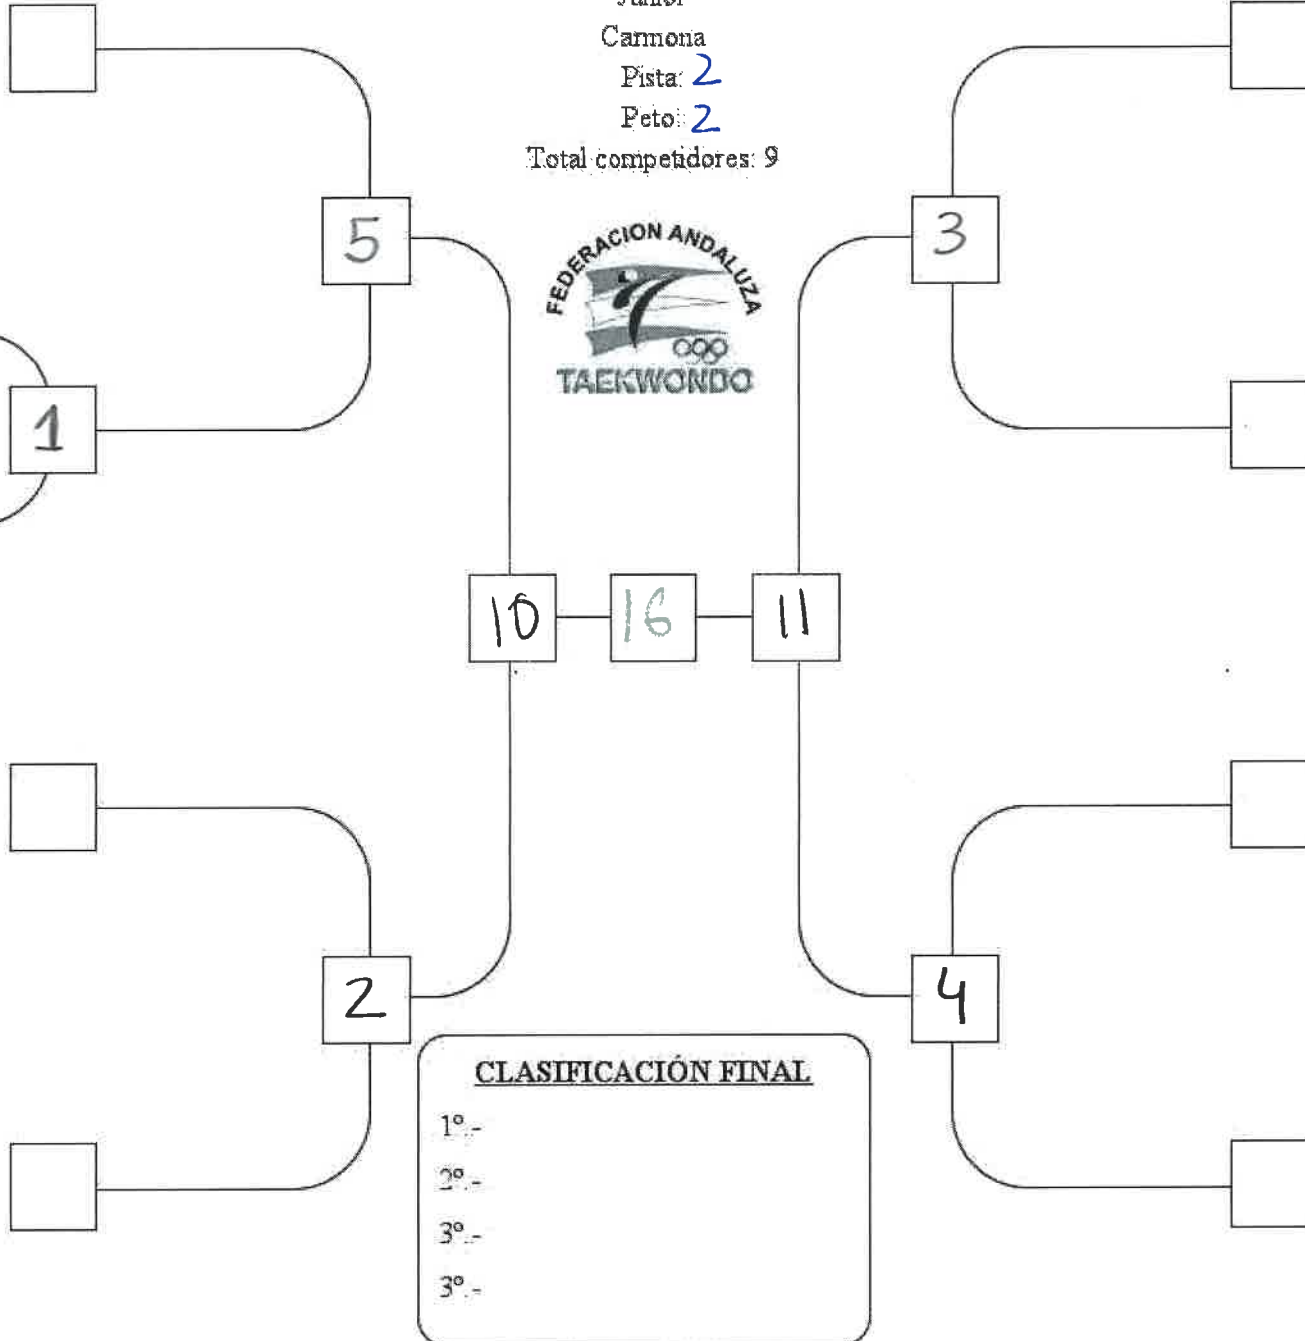 Junior
Carmona
Pista: 2
Peto: 2
Total competidores: 9
5
3
FEDERACION ANDALUZA
TAEKWONDO
1
10
16
11
2
4
CLASIFICACIÓN FINAL
1º.-
2º.-
3º.-
3º.-